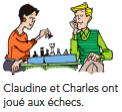 Claudine et Charles ont
joué aux échecs.